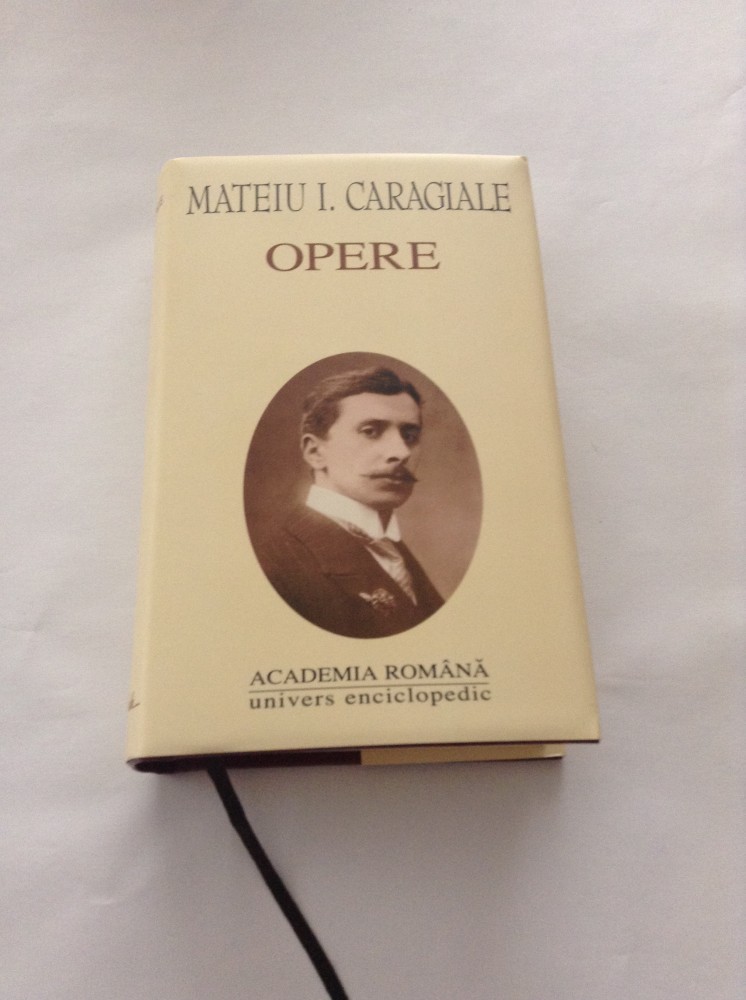 MATEIU I. CARAGIALE
OPERE
ACADEMIA ROMÂNĂ
univers enciclopedic